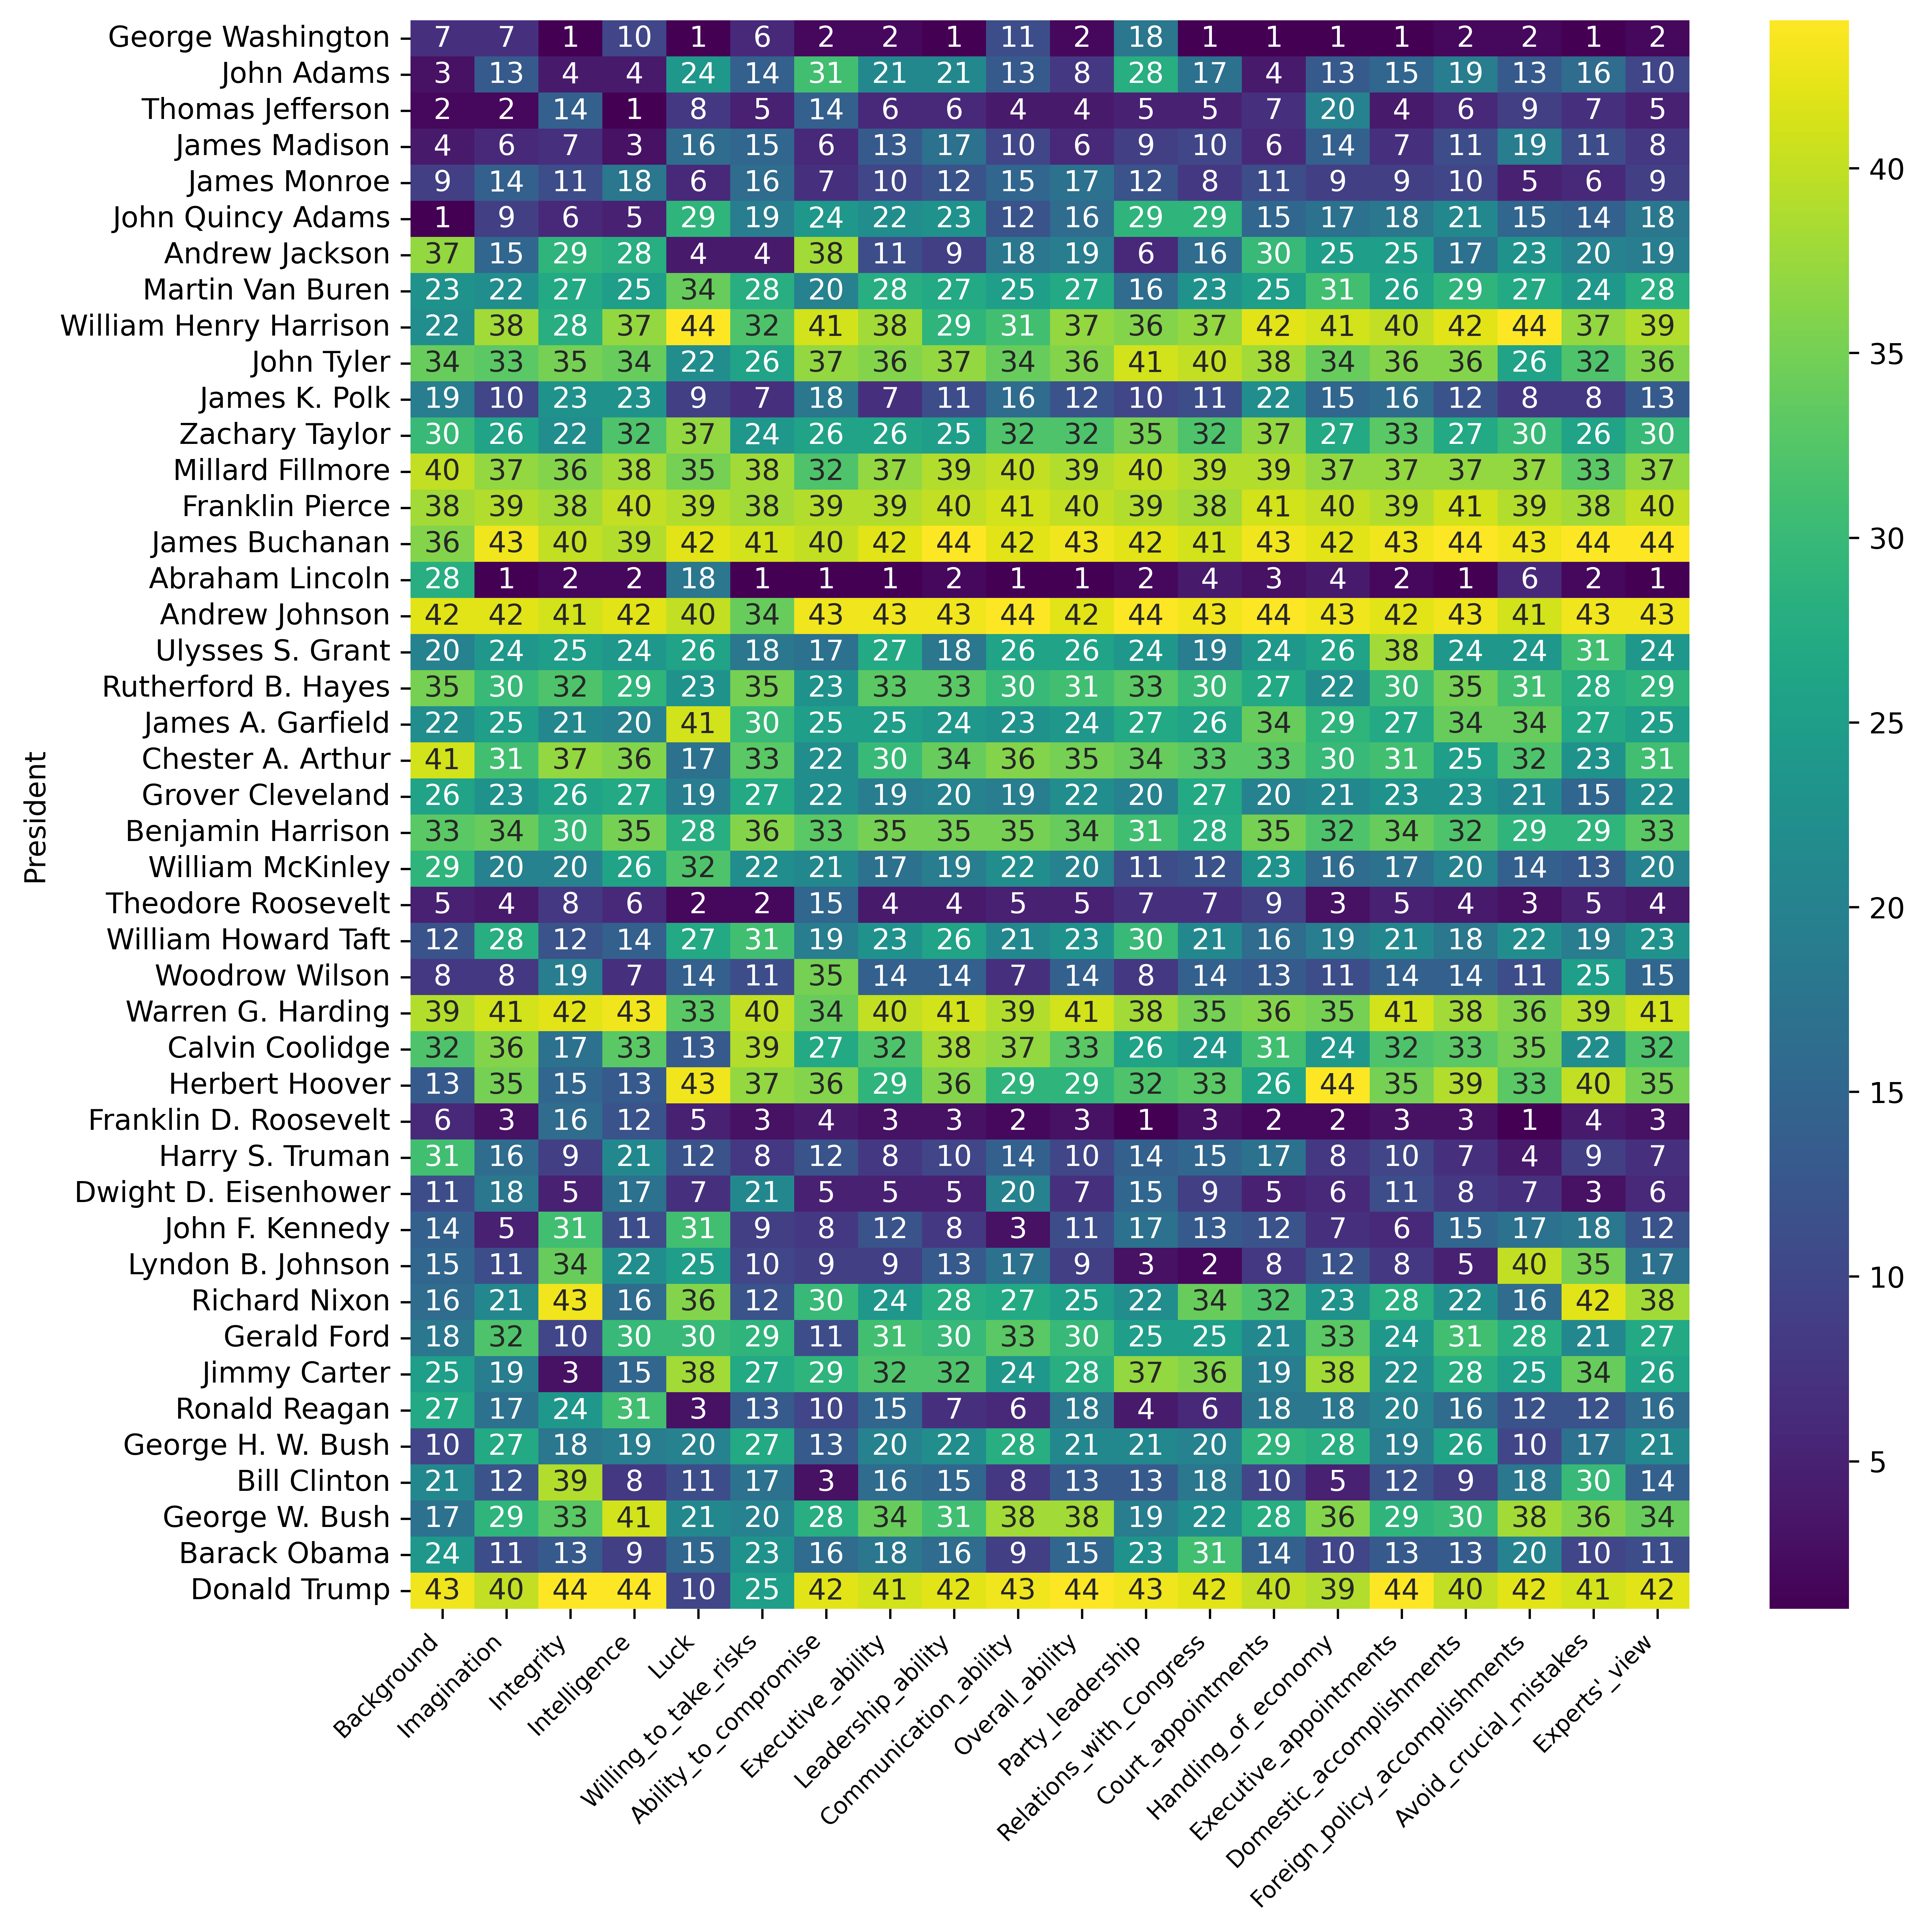 George Washington 7 7 1 10 1 6 2 2 1 11 2 18 1 1 1 1 2 2 1 2
John Adams 3 13 4 4 24 14 31 21 21 13 8 28 17 4 13 15 19 13 16 10
Thomas Jefferson 2 2 14 1 8 5 14 6 6 4 4 5 5 7 20 4 6 9 7 5
James Madison 4 6 7 3 16 15 6 13 17 10 6 9 10 6 14 7 11 19 11 8
James Monroe 9 14 11 18 6 16 7 10 12 15 17 12 8 11 9 9 10 5 6 9
John Quincy Adams 1 9 6 5 29 19 24 22 23 12 16 29 29 15 17 18 21 15 14 18
Andrew Jackson 37 15 29 28 4 4 38 11 9 18 19 6 16 30 25 25 17 23 20 19
Martin Van Buren 23 22 27 25 34 28 20 28 27 25 27 16 23 25 31 26 29 27 24 28
William Henry Harrison 22 38 28 37 44 32 41 38 29 31 37 36 37 42 41 40 42 44 37 39
John Tyler 34 33 35 34 22 26 37 36 37 34 36 41 40 38 34 36 36 26 32 36
James K. Polk 19 10 23 23 9 7 18 7 11 16 12 10 11 22 15 16 12 8 8 13
Zachary Taylor 30 26 22 32 37 24 26 26 25 32 32 35 32 37 27 33 27 30 26 30
Millard Fillmore 40 37 36 38 35 38 32 37 39 40 39 40 39 39 37 37 37 37 33 37
Franklin Pierce 38 39 38 40 39 38 39 39 40 41 40 39 38 41 40 39 41 39 38 40
James Buchanan 36 43 40 39 42 41 40 42 44 42 43 42 41 43 42 43 44 43 44 44
Abraham Lincoln 28 1 2 2 18 1 1 1 2 1 1 2 4 3 4 2 1 6 2 1
Andrew Johnson 42 42 41 42 40 34 43 43 43 44 42 44 43 44 43 42 43 41 43 43
Ulysses S. Grant 20 24 25 24 26 18 17 27 18 26 26 24 19 24 26 38 24 24 31 24
Rutherford B. Hayes 35 30 32 29 23 35 23 33 33 30 31 33 30 27 22 30 35 31 28 29
James A. Garfield 22 25 21 20 41 30 25 25 24 23 24 27 26 34 29 27 34 34 27 25
Chester A. Arthur 41 31 37 36 17 33 22 30 34 36 35 34 33 33 30 31 25 32 23 31
Grover Cleveland 26 23 26 27 19 27 22 19 20 19 22 20 27 20 21 23 23 21 15 22
Benjamin Harrison 33 34 30 35 28 36 33 35 35 35 34 31 28 35 32 34 32 29 29 33
William McKinley 29 20 20 26 32 22 21 17 19 22 20 11 12 23 16 17 20 14 13 20
Theodore Roosevelt 5 4 8 6 2 2 15 4 4 5 5 7 7 9 3 5 4 3 5 4
William Howard Taft 12 28 12 14 27 31 19 23 26 21 23 30 21 16 19 21 18 22 19 23
Woodrow Wilson 8 8 19 7 14 11 35 14 14 7 14 8 14 13 11 14 14 11 25 15
Warren G. Harding 39 41 42 43 33 40 34 40 41 39 41 38 35 36 35 41 38 36 39 41
Calvin Coolidge 32 36 17 33 13 39 27 32 38 37 33 26 24 31 24 32 33 35 22 32
Herbert Hoover 13 35 15 13 43 37 36 29 36 29 29 32 33 26 44 35 39 33 40 35
Franklin D. Roosevelt 6 3 16 12 5 3 4 3 3 2 3 1 3 2 2 3 3 1 4 3
Harry S. Truman 31 16 9 21 12 8 12 8 10 14 10 14 15 17 8 10 7 4 9 7
Dwight D. Eisenhower 11 18 5 17 7 21 5 5 5 20 7 15 9 5 6 11 8 7 3 6
John F. Kennedy 14 5 31 11 31 9 8 12 8 3 11 17 13 12 7 6 15 17 18 12
Lyndon B. Johnson 15 11 34 22 25 10 9 9 13 17 9 3 2 8 12 8 5 40 35 17
Richard Nixon 16 21 43 16 36 12 30 24 28 27 25 22 34 32 23 28 22 16 42 38
Gerald Ford 18 32 10 30 30 29 11 31 30 33 30 25 25 21 33 24 31 28 21 27
Jimmy Carter 25 19 3 15 38 27 29 32 32 24 28 37 36 19 38 22 28 25 34 26
Ronald Reagan 27 17 24 31 3 13 10 15 7 6 18 4 6 18 18 20 16 12 12 16
George H. W. Bush 10 27 18 19 20 27 13 20 22 28 21 21 20 29 28 19 26 10 17 21
Bill Clinton 21 12 39 8 11 17 3 16 15 8 13 13 18 10 5 12 9 18 30 14
George W. Bush 17 29 33 41 21 20 28 34 31 38 38 19 22 28 36 29 30 38 36 34
Barack Obama 24 11 13 9 15 23 16 18 16 9 15 23 31 14 10 13 13 20 10 11
Donald Trump 43 40 44 44 10 25 42 41 42 43 44 43 42 40 39 44 40 42 41 42
President
Background
Imagination
Integrity
Intelligence
Luck
Willing_to_take_risks
Ability_to_compromise
Executive_ability
Leadership_ability
Communication_ability
Overall_ability
Party_leadership
Relations_with_Congress
Court_appointments
Handling_of_economy
Executive_appointments
Domestic_accomplishments
Foreign_policy_accomplishments
Avoid_crucial_mistakes
Experts'_view
40
35
30
25
20
15
10
5